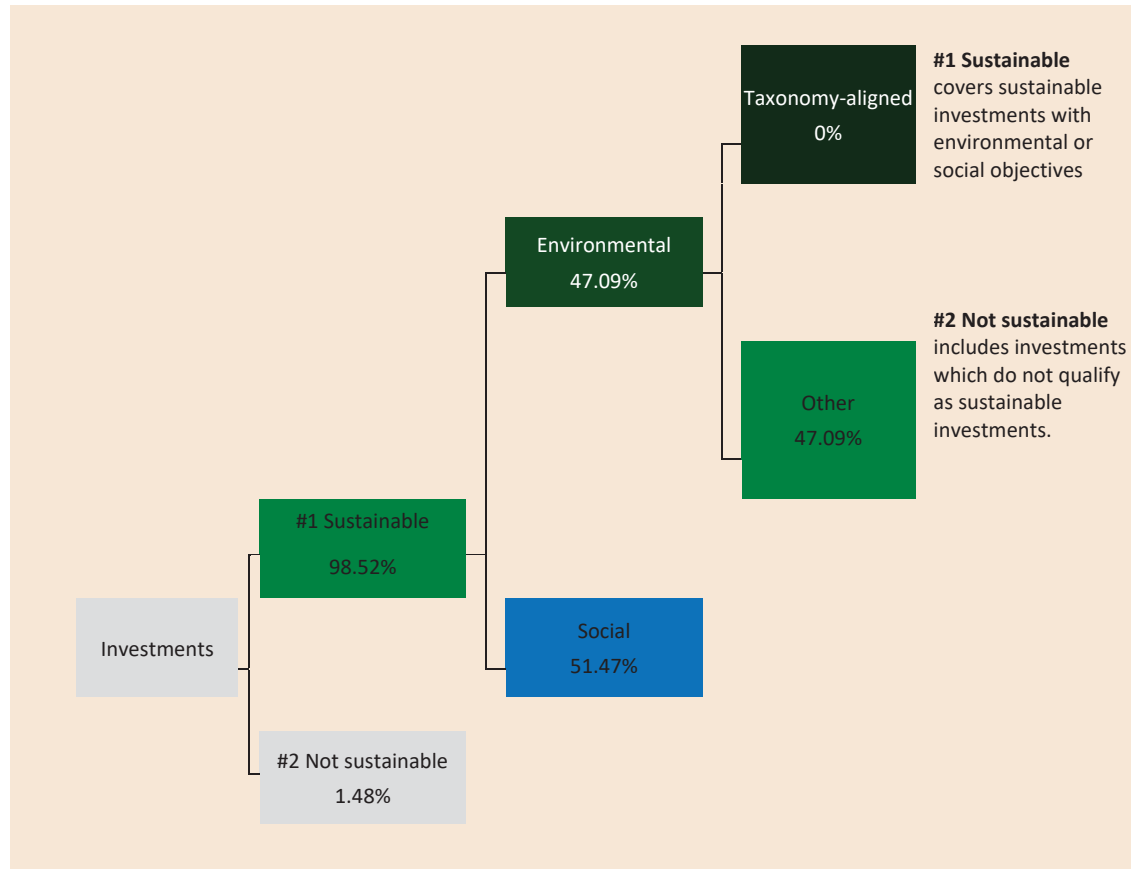 Taxonomy-aligned
0%
#1 Sustainable
covers sustainable
investments with
environmental or
social objectives
Environmental
47.09%
#2 Not sustainable
includes investments
which do not qualify
as sustainable
investments.
Other
47.09%
#1 Sustainable
98.52%
Investments
Social
51.47%
#2 Not sustainable
1.48%